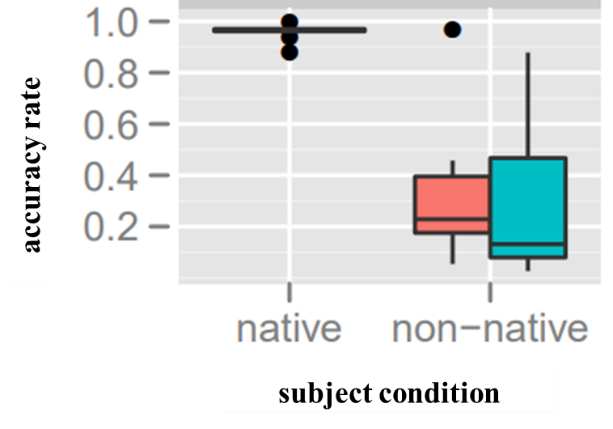 1.0
0.8
0.6
0.4
0.2
accuracy rate
native non−native
subject condition